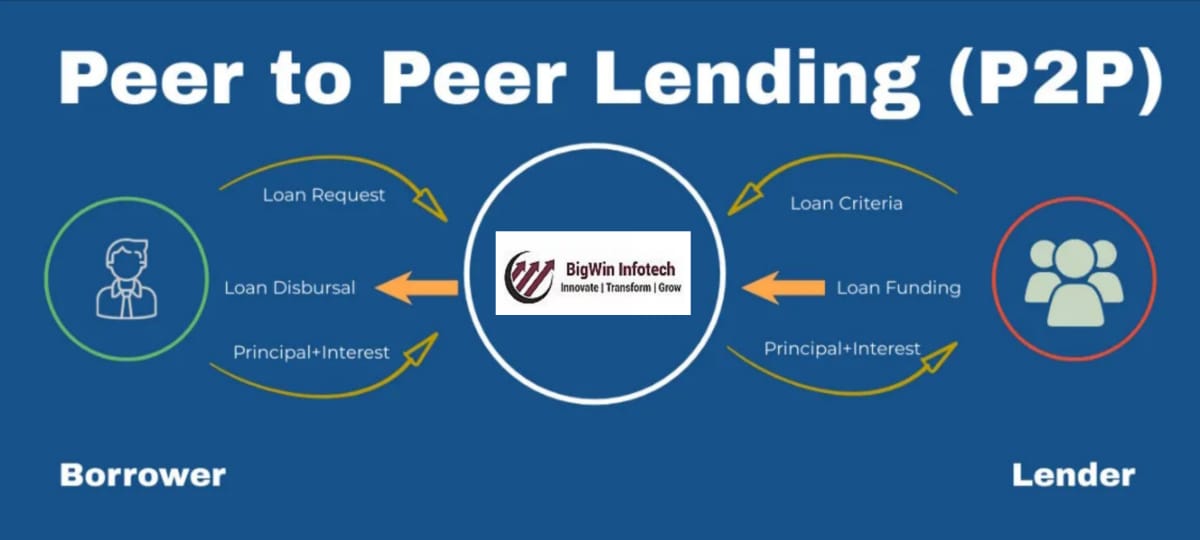 Peer to Peer Lending (P2P)
Loan Request
Loan Criteria
BigWin Infotech
Innovate | Transform | Grow
Loan Disbursal
Loan Funding
Principal+Interest
Principal+Interest
Borrower
Lender